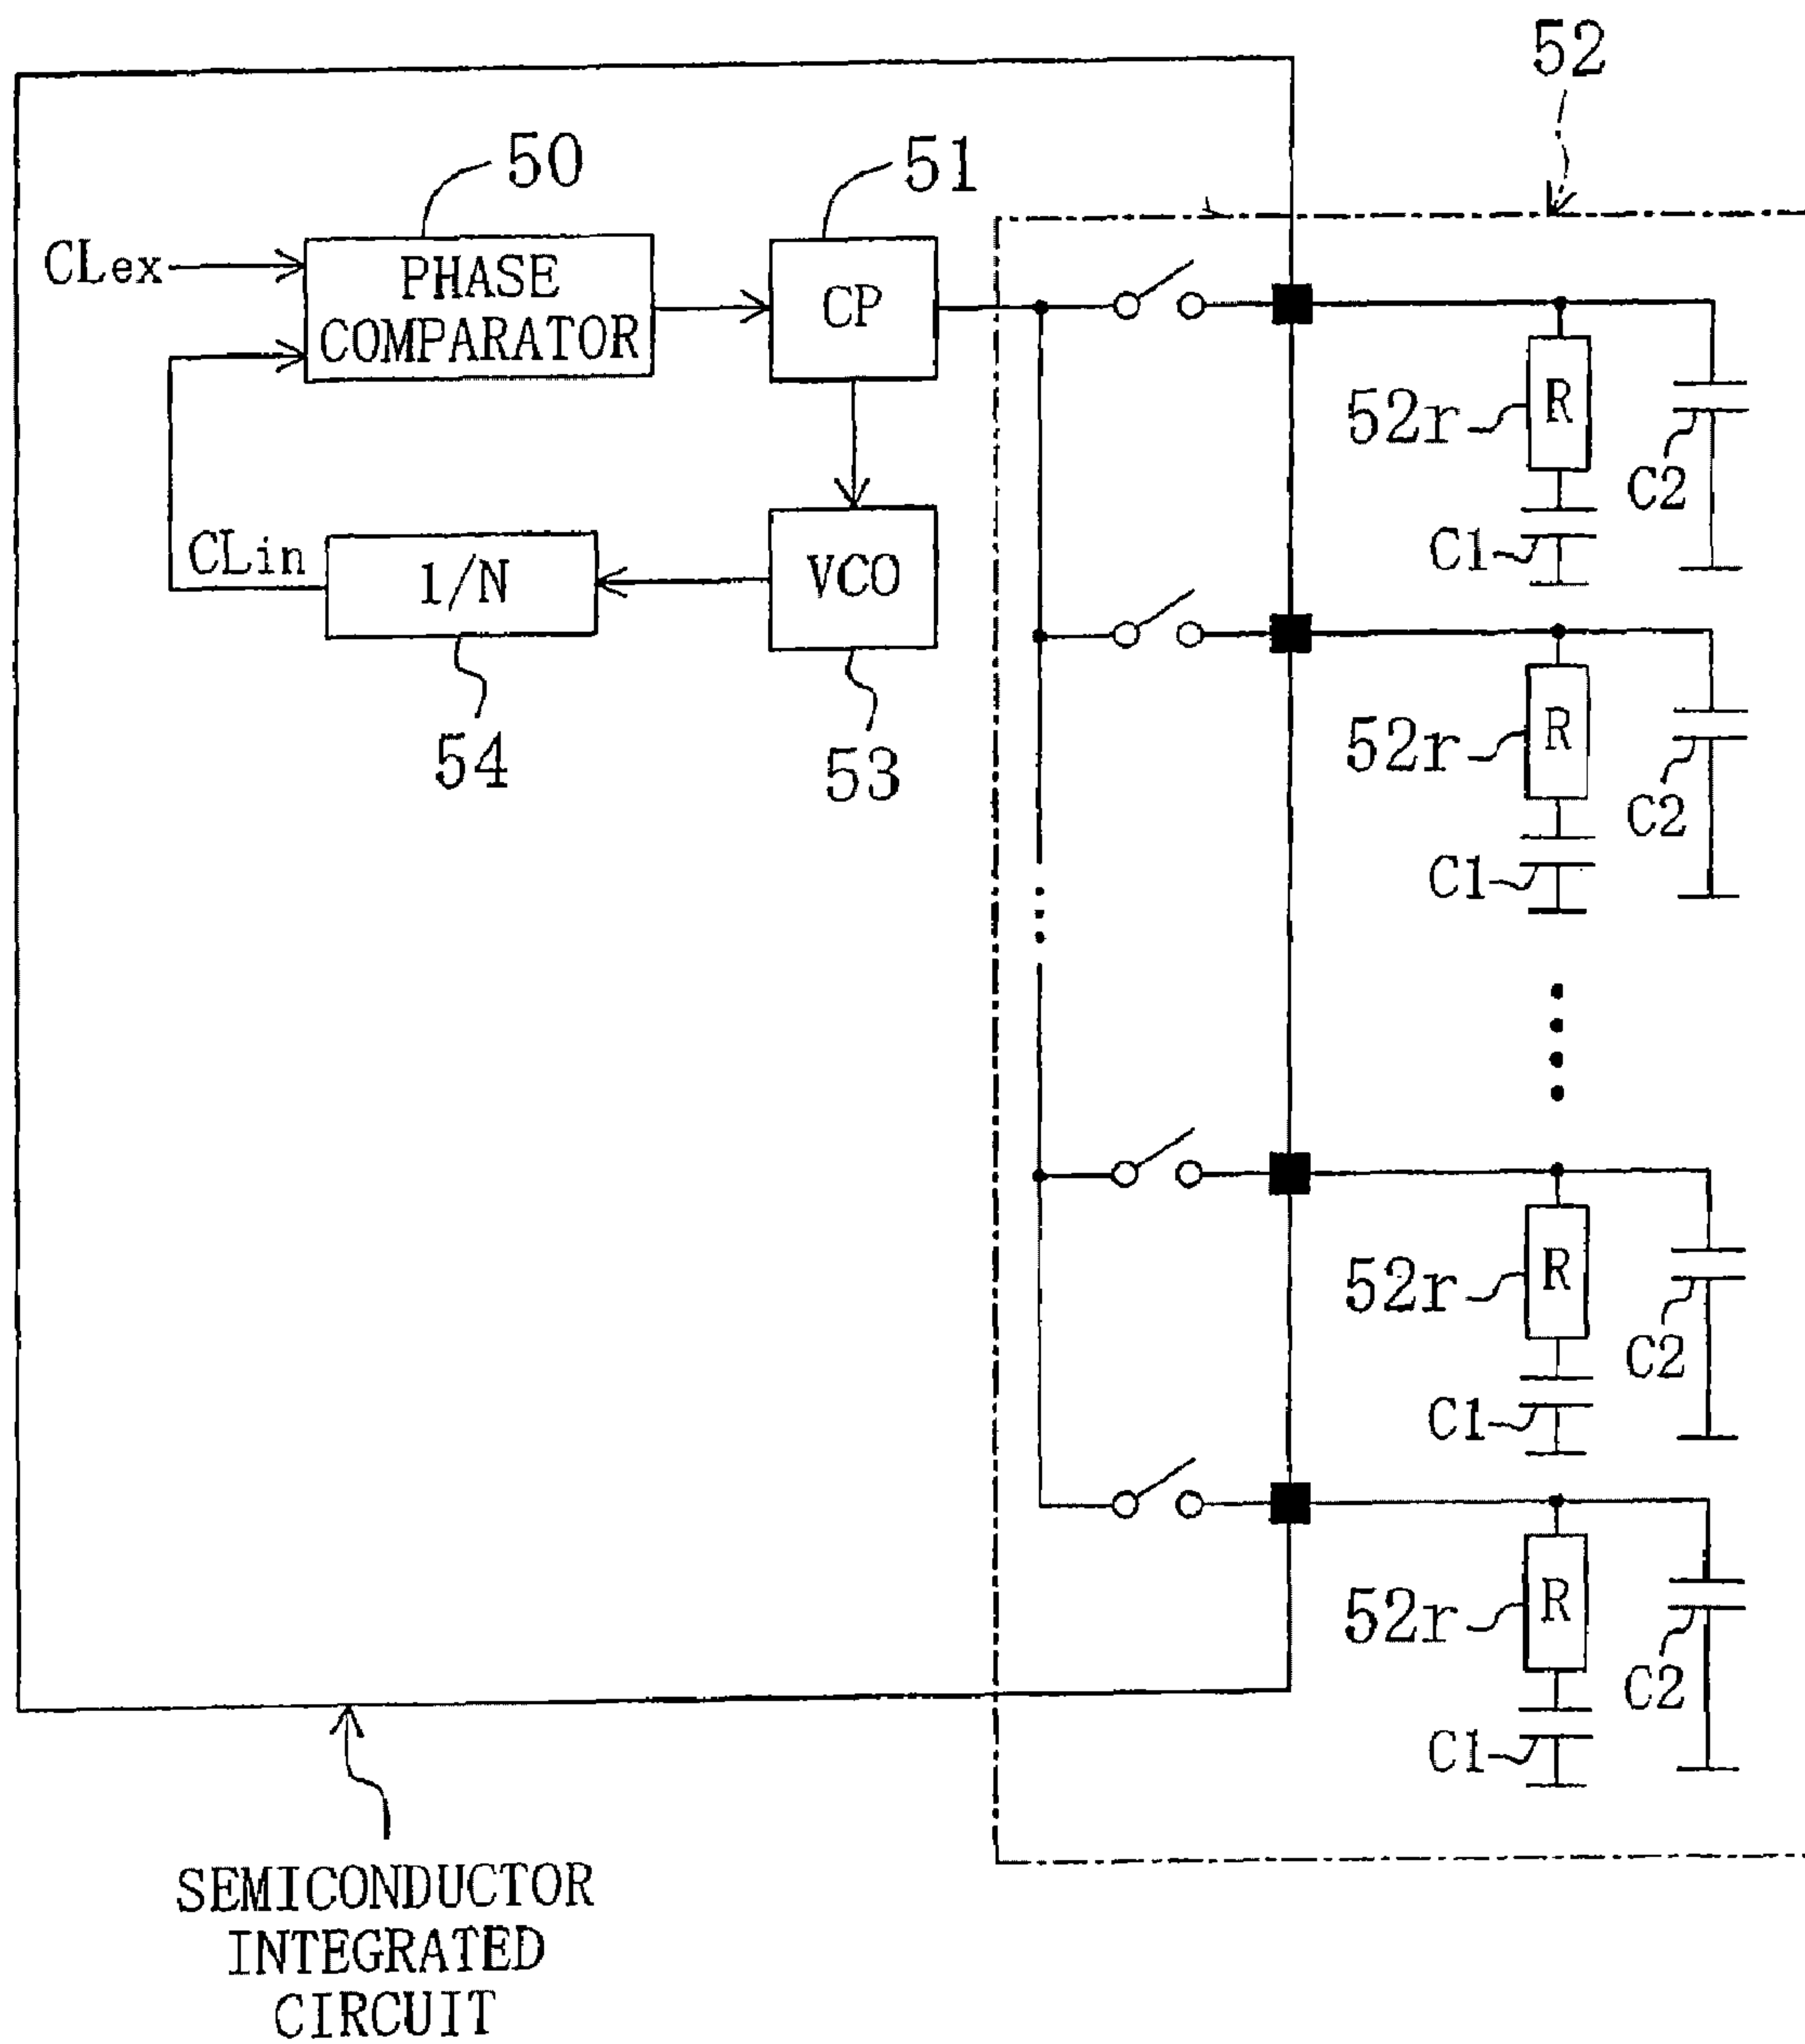 52
50
51
CLex
PHASE
COMPARATOR
CP
R
52r
C2
C1
CLin
1/N
VCO
R
52r
C2
C1
54
53
R
52r
C2
C1
R
52r
C2
C1
SEMICONDUCTOR
INTEGRATED
CIRCUIT